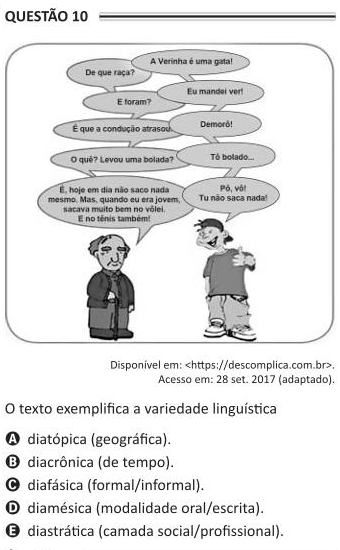 QUESTÃO 10
A Verinha é uma gata!
De que raça?
Eu mandei ver!
E foram?
Demorô!
É que a condução atrasou.
Tô bolado...
O quê? Levou uma bolada?
Pô, vô!
Tu não saca nada!
É, hoje em dia não saco nada
mesmo. Mas, quando eu era jovem,
sacava muito bem no vôlei.
E no tênis também!
Disponível em: <https://descomplica.com.br>.
Acesso em: 28 set. 2017 (adaptado).
O texto exemplifica a variedade linguística
A diatópica (geográfica).
B diacrônica (de tempo).
C diafásica (formal/informal).
D diamésica (modalidade oral/escrita).
E diastrática (camada social/profissional).